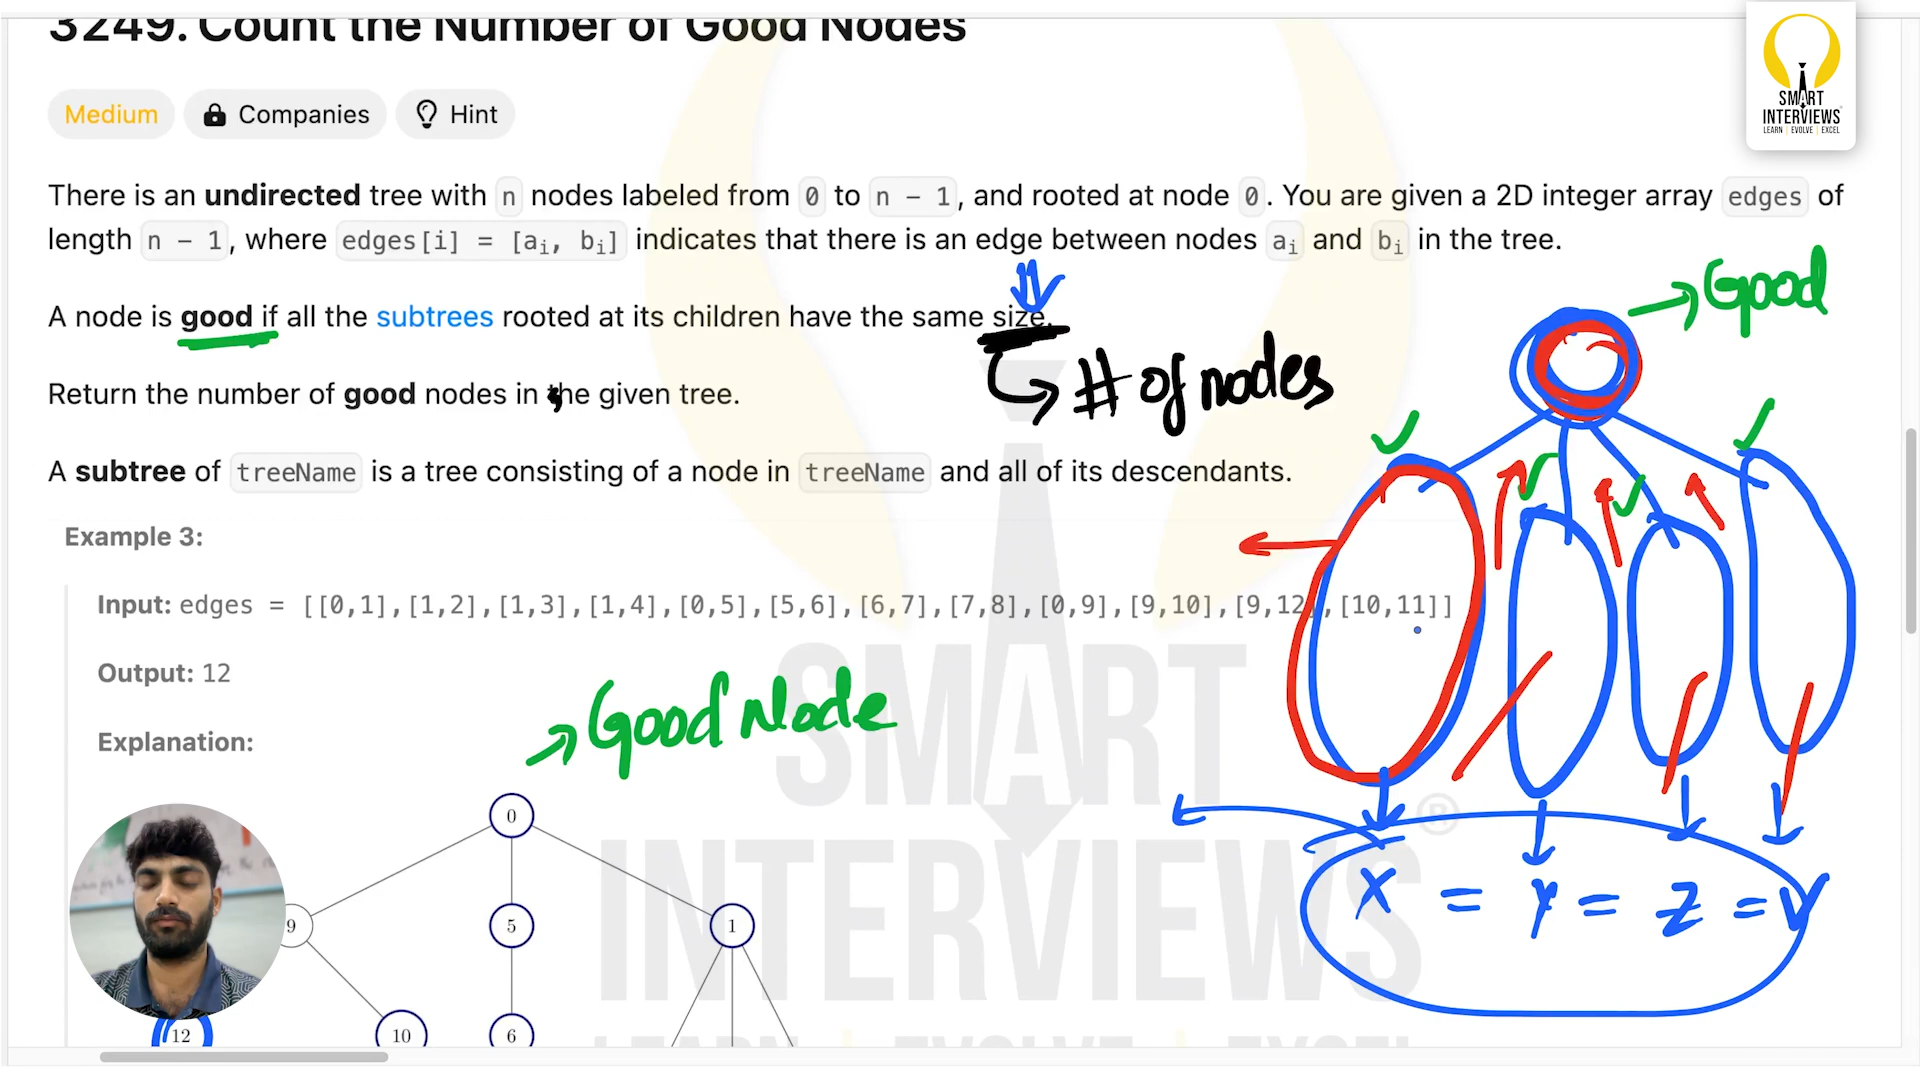 3249. Count the Number of Good Nodes
SMART
INTERVIEWS
LEARN | EVOLVE | EXCEL
Medium Companies Hint
There is an undirected tree with n nodes labeled from 0 to n - 1, and rooted at node 0. You are given a 2D integer array edges of
length n - 1, where edges[i] = [ai, bi] indicates that there is an edge between nodes ai and bi in the tree.
Good
A node is good if all the subtrees rooted at its children have the same size.
# of nodes
Return the number of good nodes in the given tree.
A subtree of treeName is a tree consisting of a node in treeName and all of its descendants.
Example 3:
Input: edges = [[0,1],[1,2],[1,3],[1,4],[0,5],[5,6],[6,7],[7,8],[0,9],[9,10],[9,12],[10,11]]
Output: 12
Good Node
Explanation:
0
X = Y = Z = V
9 5 1
12 10 6
SMART
INTERVIEWS
LEARN | EVOLVE | EXCEL